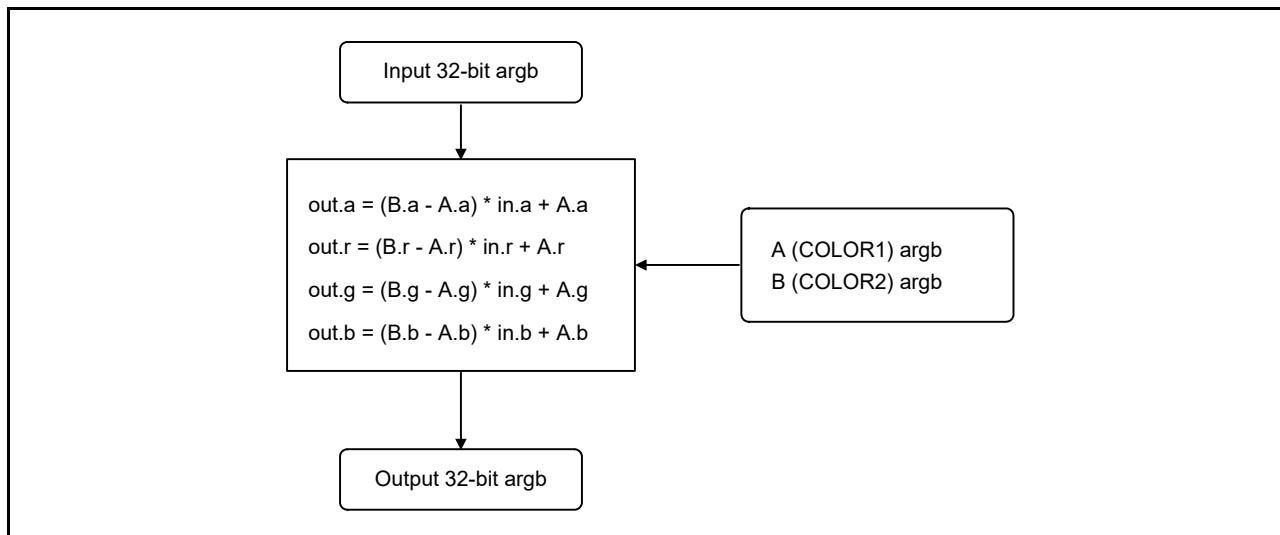 Input 32-bit argb
out.a = (B.a - A.a) * in.a + A.a
out.r = (B.r - A.r) * in.r + A.r
out.g = (B.g - A.g) * in.g + A.g
out.b = (B.b - A.b) * in.b + A.b
A (COLOR1) argb
B (COLOR2) argb
Output 32-bit argb